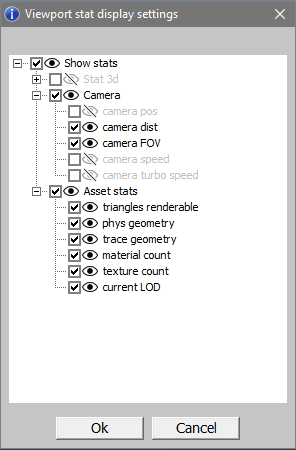 Viewport stat display settings
Show stats
Stat 3d
Camera
camera pos
camera dist
camera FOV
camera speed
camera turbo speed
Asset stats
triangles renderable
phys geometry
trace geometry
material count
texture count
current LOD
Ok Cancel